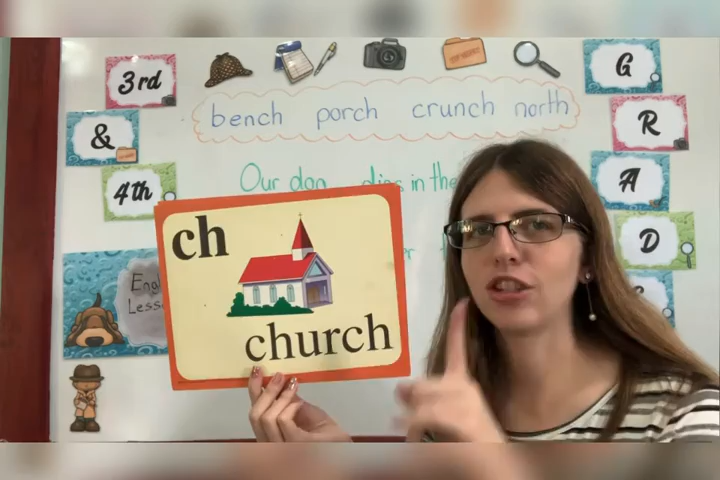 3rd
&
4th
G
R
A
D
bench porch crunch north
Our dog in the
ch
church